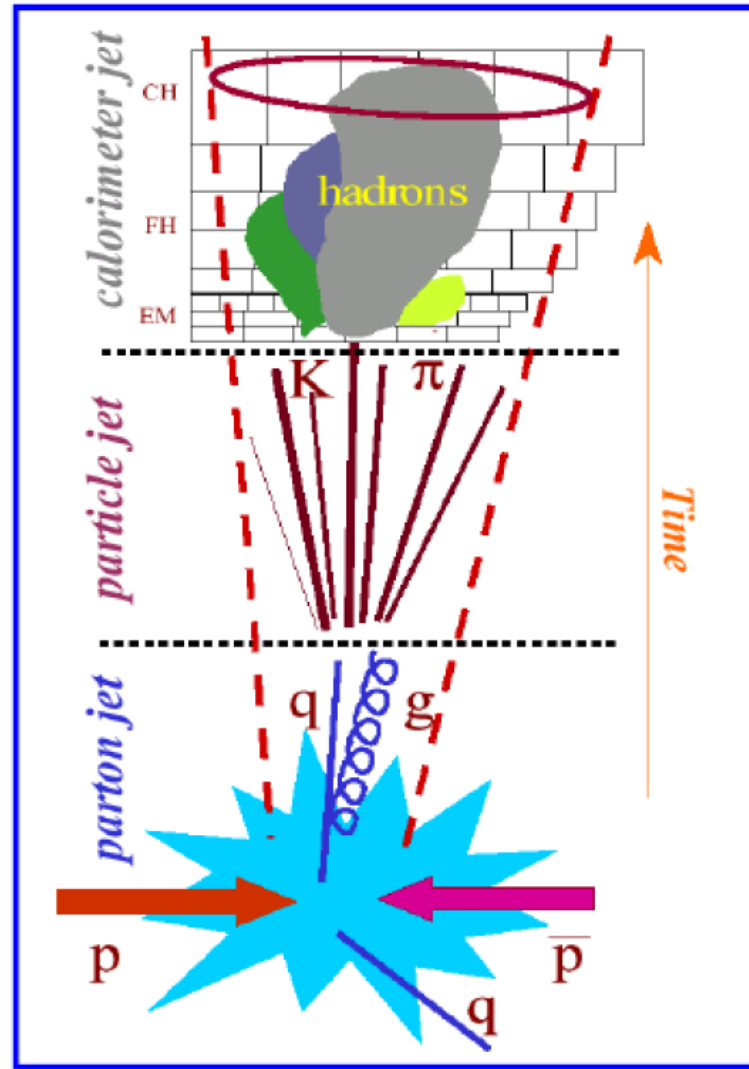 calorimeter jet
CH
FH
EM
hadrons
K π
particle jet
Time
parton jet
q g
p p̅
q